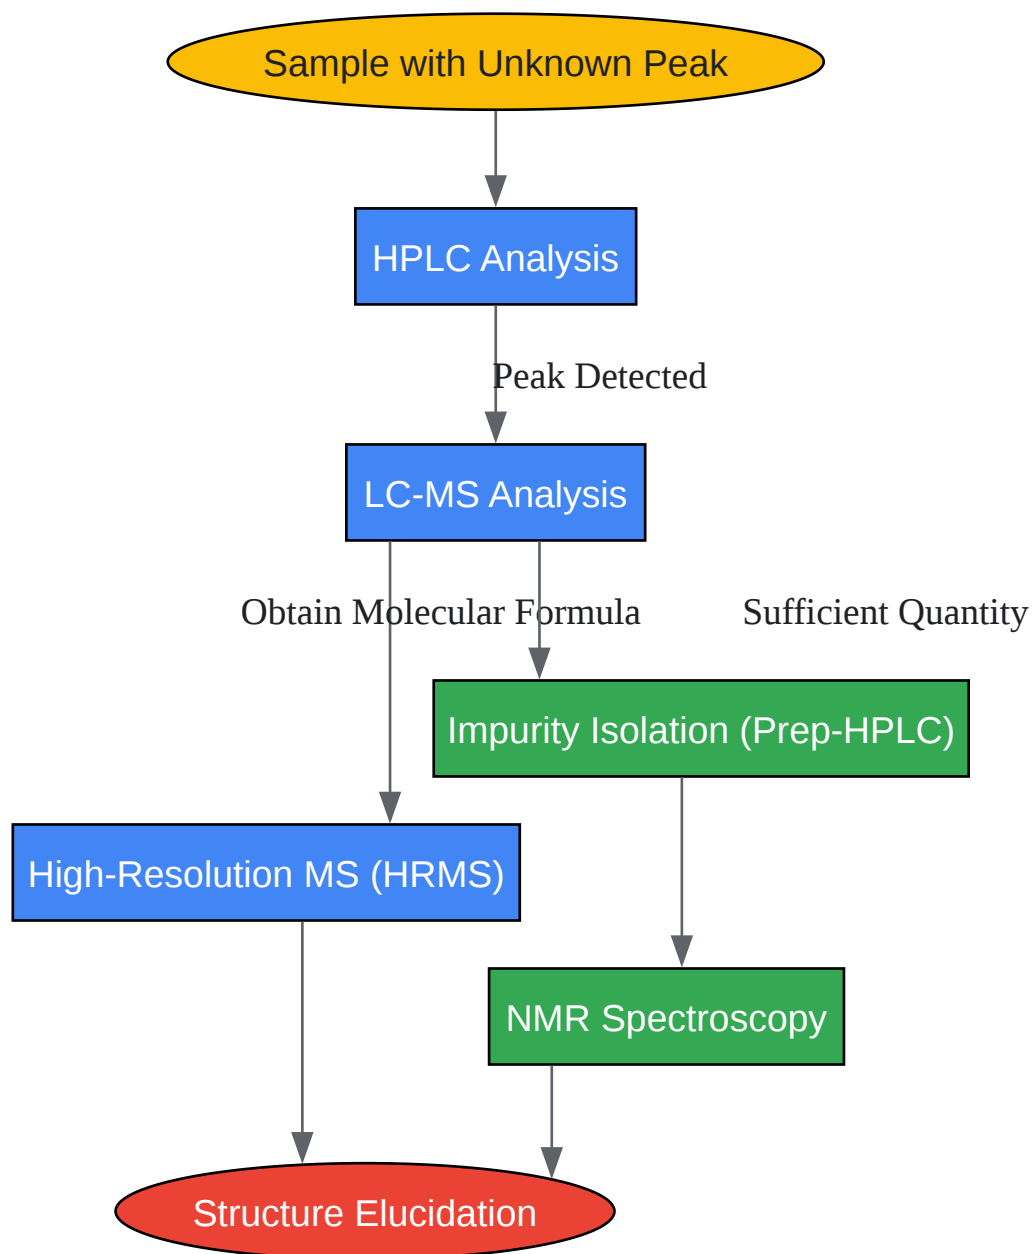 Sample with Unknown Peak
HPLC Analysis
Peak Detected
LC-MS Analysis
Obtain Molecular Formula
Sufficient Quantity
Impurity Isolation (Prep-HPLC)
High-Resolution MS (HRMS)
NMR Spectroscopy
Structure Elucidation